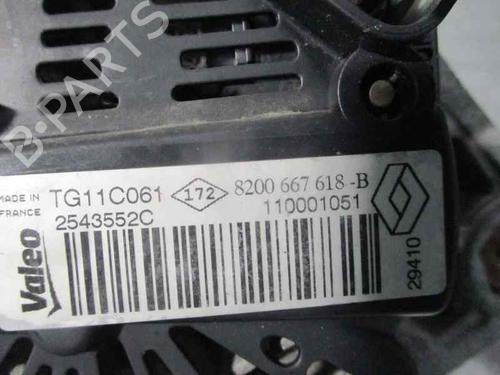 B-PARTS
MADE IN
FRANCE
TG11C061
172
8200 667 618 -B
2543552C
110001051
Valeo
29410